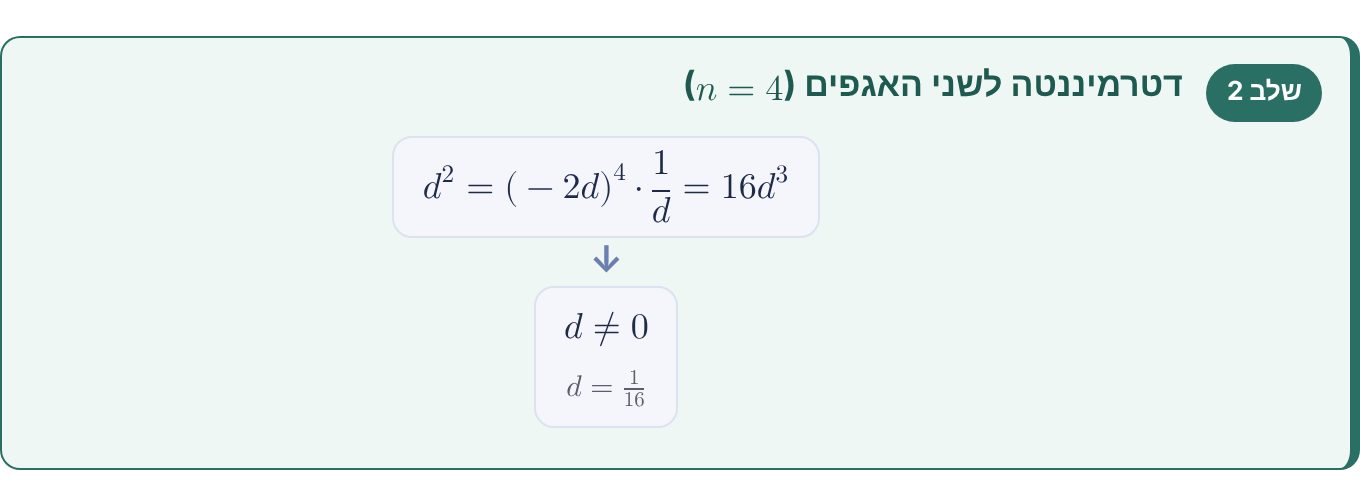 שלב 2
דטרמיננטה לשני האגפים (n = 4)
d² = (−2d)⁴ · 1/d = 16d³
↓
d ≠ 0
d = 1/16